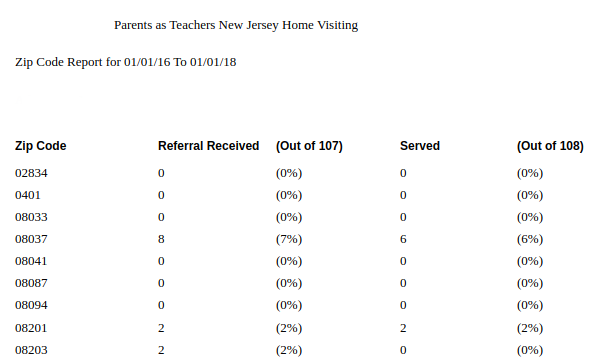 Parents as Teachers New Jersey Home Visiting
Zip Code Report for 01/01/16 To 01/01/18
Zip Code Referral Received (Out of 107) Served (Out of 108)
02834 0 (0%) 0 (0%)
0401 0 (0%) 0 (0%)
08033 0 (0%) 0 (0%)
08037 8 (7%) 6 (6%)
08041 0 (0%) 0 (0%)
08087 0 (0%) 0 (0%)
08094 0 (0%) 0 (0%)
08201 2 (2%) 2 (2%)
08203 2 (2%) 0 (0%)